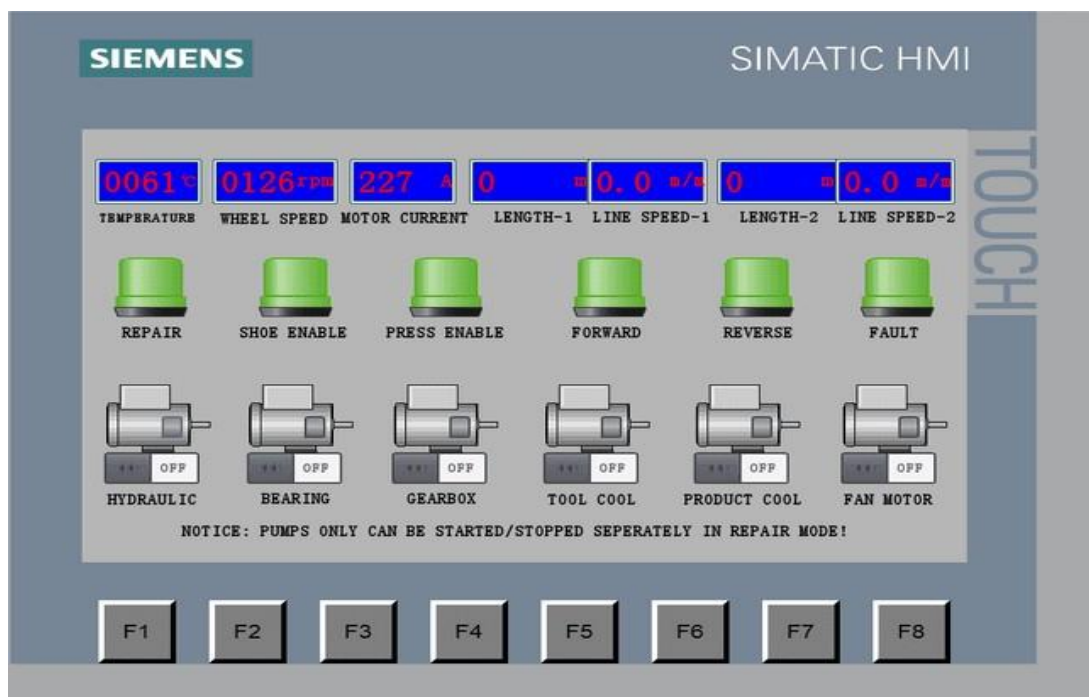 SIEMENS
SIMATIC HMI
TOUCH
0061 ℃
0126 rpm
227 A
0 m
0.0 m/m
0 m
0.0 m/m
TEMPERATURE
WHEEL SPEED
MOTOR CURRENT
LENGTH-1
LINE SPEED-1
LENGTH-2
LINE SPEED-2
REPAIR
SHOE ENABLE
PRESS ENABLE
FORWARD
REVERSE
FAULT
OFF
OFF
OFF
OFF
OFF
OFF
HYDRAULIC
BEARING
GEARBOX
TOOL COOL
PRODUCT COOL
FAN MOTOR
NOTICE: PUMPS ONLY CAN BE STARTED/STOPPED SEPERATELY IN REPAIR MODE!
F1
F2
F3
F4
F5
F6
F7
F8